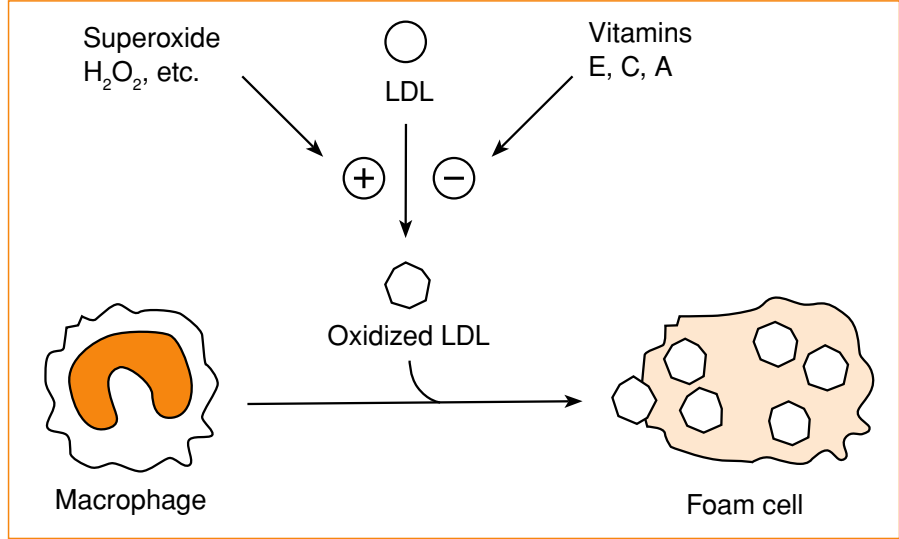 Superoxide
H₂O₂, etc.
LDL
Vitamins
E, C, A
+
−
Oxidized LDL
Macrophage
Foam cell